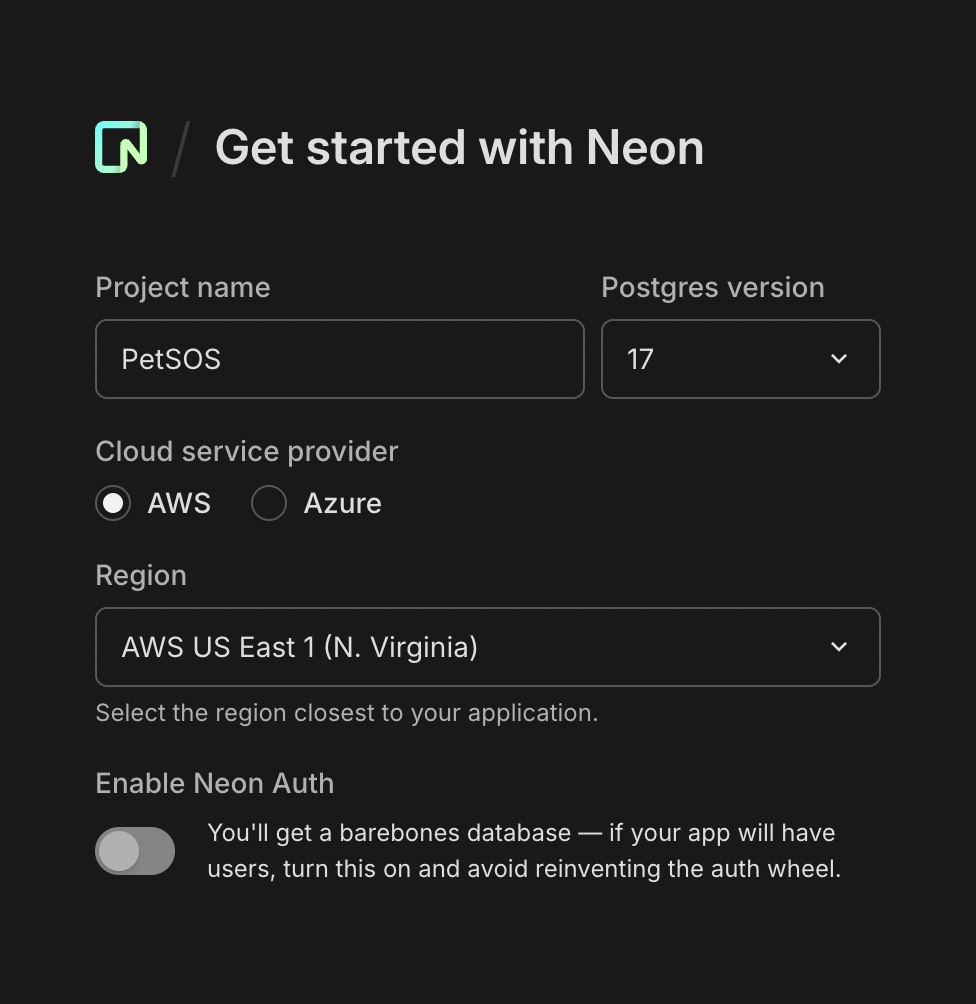 Get started with Neon
Project name
Postgres version
PetSOS
17
Cloud service provider
AWS
Azure
Region
AWS US East 1 (N. Virginia)
Select the region closest to your application.
Enable Neon Auth
You'll get a barebones database — if your app will have
users, turn this on and avoid reinventing the auth wheel.